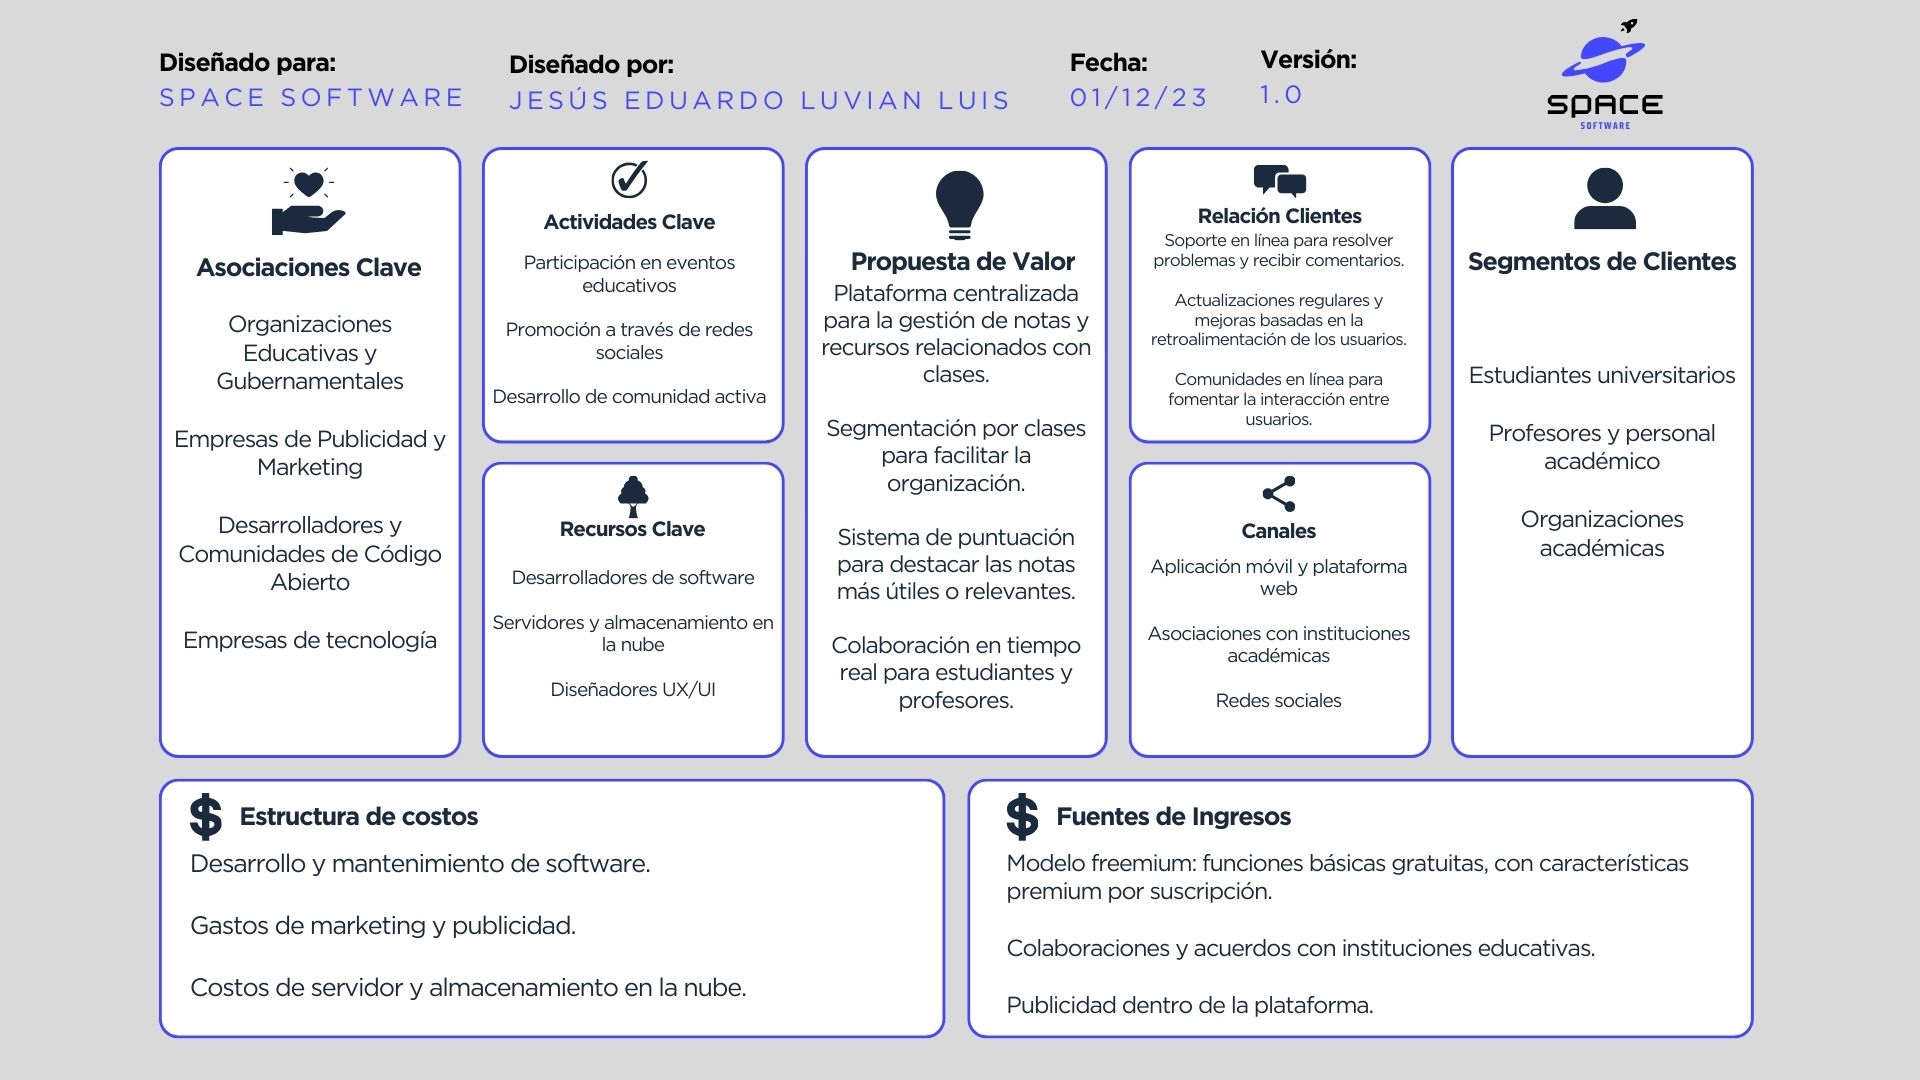 Diseñado para:
SPACE SOFTWARE
Diseñado por:
JESÚS EDUARDO LUVIAN LUIS
Fecha:
01/12/23
Versión:
1.0
SPACE
SOFTWARE
Asociaciones Clave
Organizaciones
Educativas y
Gubernamentales
Empresas de Publicidad y
Marketing
Desarrolladores y
Comunidades de Código
Abierto
Empresas de tecnología
Actividades Clave
Participación en eventos
educativos
Promoción a través de redes
sociales
Desarrollo de comunidad activa
Recursos Clave
Desarrolladores de software
Servidores y almacenamiento en
la nube
Diseñadores UX/UI
Propuesta de Valor
Plataforma centralizada
para la gestión de notas y
recursos relacionados con
clases.
Segmentación por clases
para facilitar la
organización.
Sistema de puntuación
para destacar las notas
más útiles o relevantes.
Colaboración en tiempo
real para estudiantes y
profesores.
Relación Clientes
Soporte en línea para resolver
problemas y recibir comentarios.
Actualizaciones regulares y
mejoras basadas en la
retroalimentación de los usuarios.
Comunidades en línea para
fomentar la interacción entre
usuarios.
Canales
Aplicación móvil y plataforma
web
Asociaciones con instituciones
académicas
Redes sociales
Segmentos de Clientes
Estudiantes universitarios
Profesores y personal
académico
Organizaciones
académicas
Estructura de costos
Desarrollo y mantenimiento de software.
Gastos de marketing y publicidad.
Costos de servidor y almacenamiento en la nube.
Fuentes de Ingresos
Modelo freemium: funciones básicas gratuitas, con características
premium por suscripción.
Colaboraciones y acuerdos con instituciones educativas.
Publicidad dentro de la plataforma.